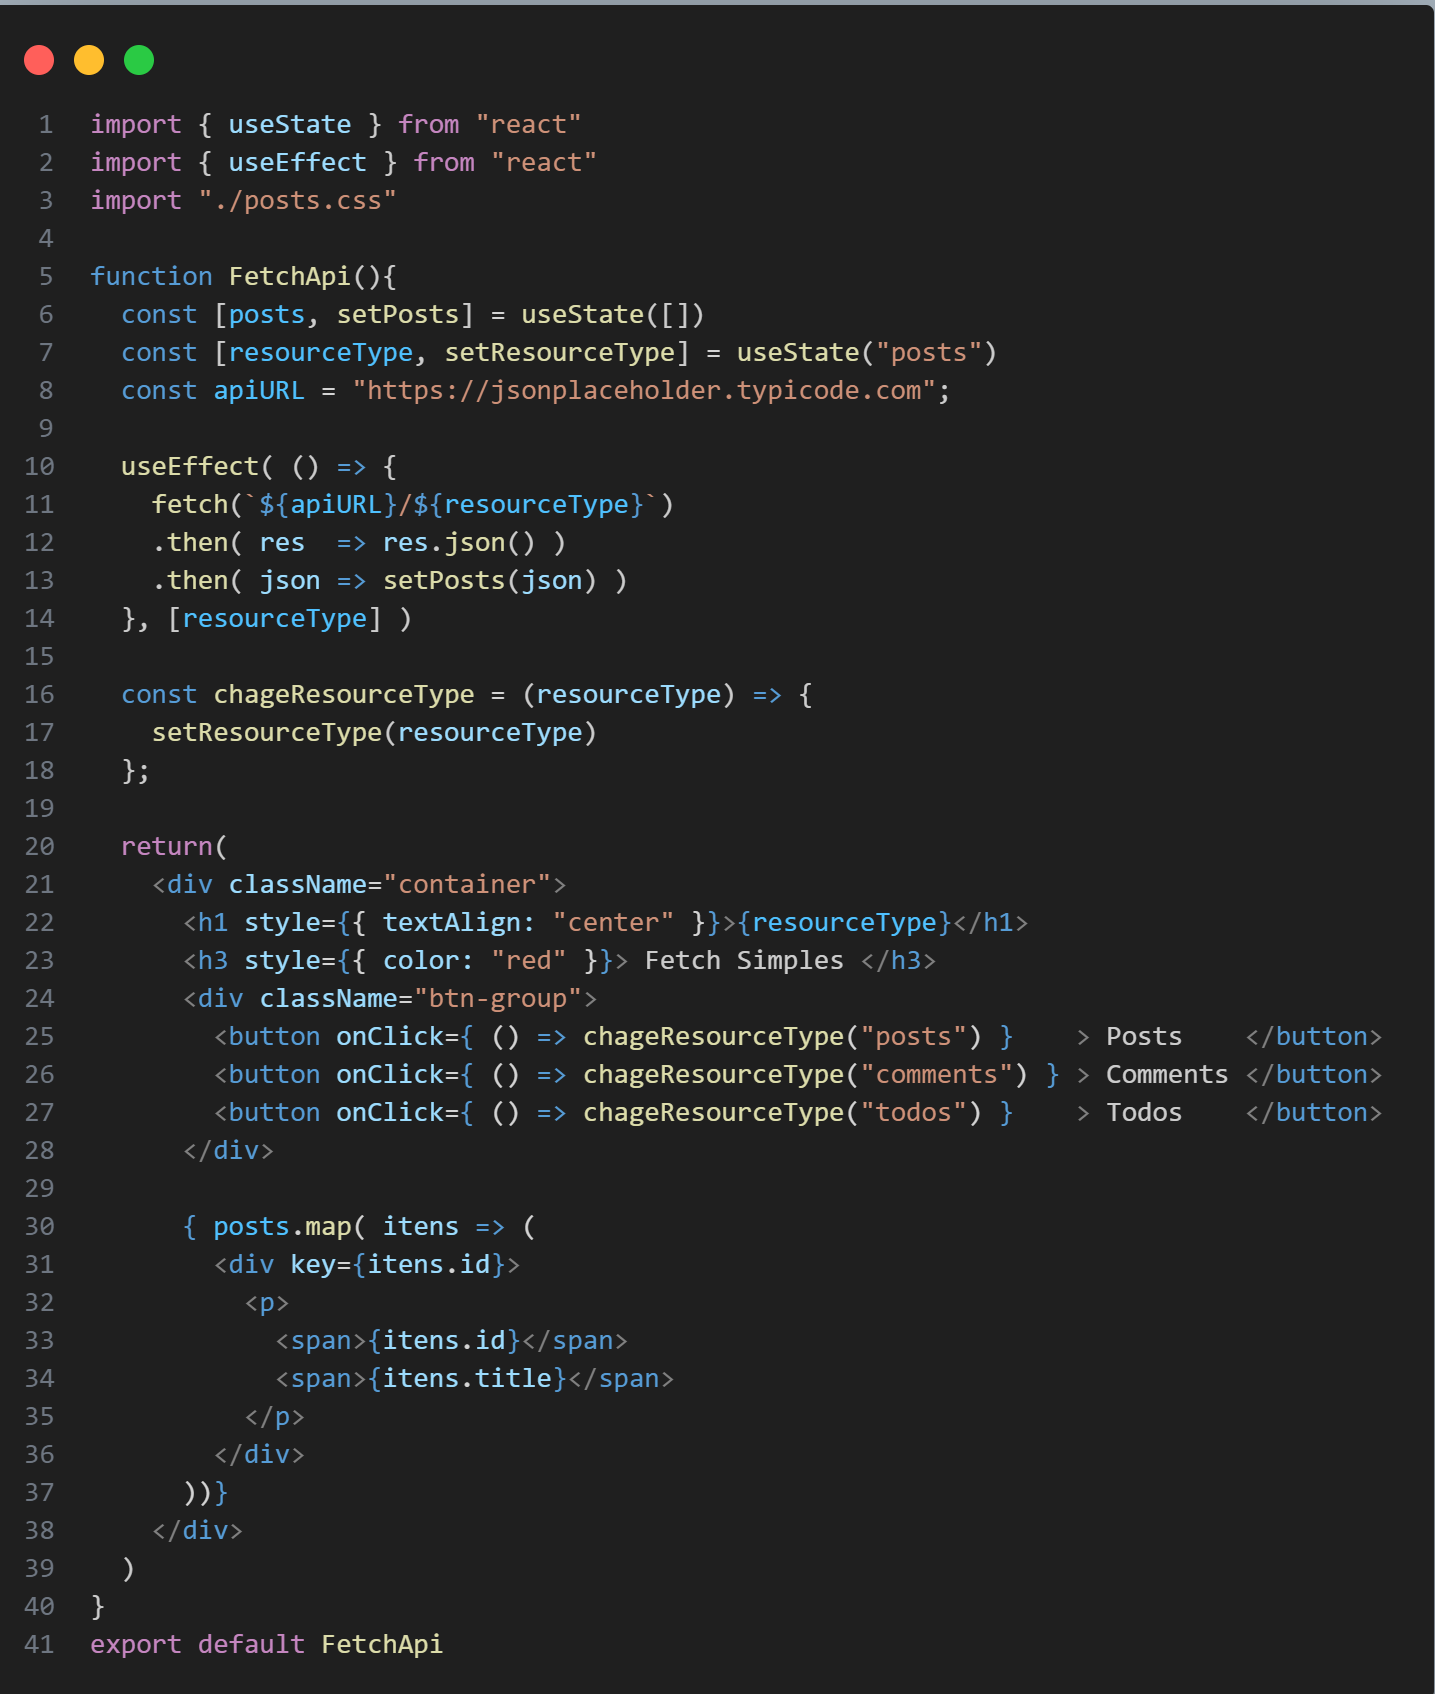 1 import { useState } from "react"
2 import { useEffect } from "react"
3 import "./posts.css"
4
5 function FetchApi(){
6   const [posts, setPosts] = useState([])
7   const [resourceType, setResourceType] = useState("posts")
8   const apiURL = "https://jsonplaceholder.typicode.com";
9
10   useEffect( () => {
11     fetch(`${apiURL}/${resourceType}`)
12     .then( res  => res.json() )
13     .then( json => setPosts(json) )
14   }, [resourceType] )
15
16   const chageResourceType = (resourceType) => {
17     setResourceType(resourceType)
18   };
19
20   return(
21     <div className="container">
22       <h1 style={{ textAlign: "center" }}>{resourceType}</h1>
23       <h3 style={{ color: "red" }}> Fetch Simples </h3>
24       <div className="btn-group">
25         <button onClick={ () => chageResourceType("posts") }    > Posts    </button>
26         <button onClick={ () => chageResourceType("comments") } > Comments </button>
27         <button onClick={ () => chageResourceType("todos") }    > Todos    </button>
28       </div>
29
30       { posts.map( itens => (
31         <div key={itens.id}>
32           <p>
33             <span>{itens.id}</span>
34             <span>{itens.title}</span>
35           </p>
36         </div>
37       ))}
38     </div>
39   )
40 }
41 export default FetchApi